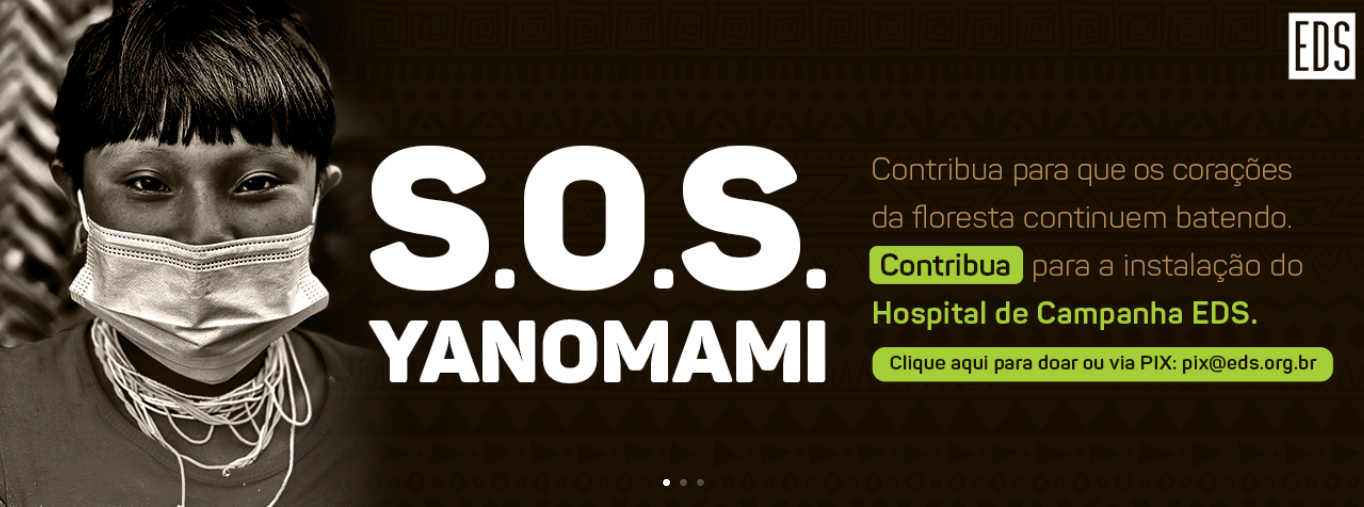 EDS
S.O.S.
YANOMAMI
Contribua para que os corações
da floresta continuem batendo.
Contribua para a instalação do
Hospital de Campanha EDS.
Clique aqui para doar ou via PIX: pix@eds.org.br